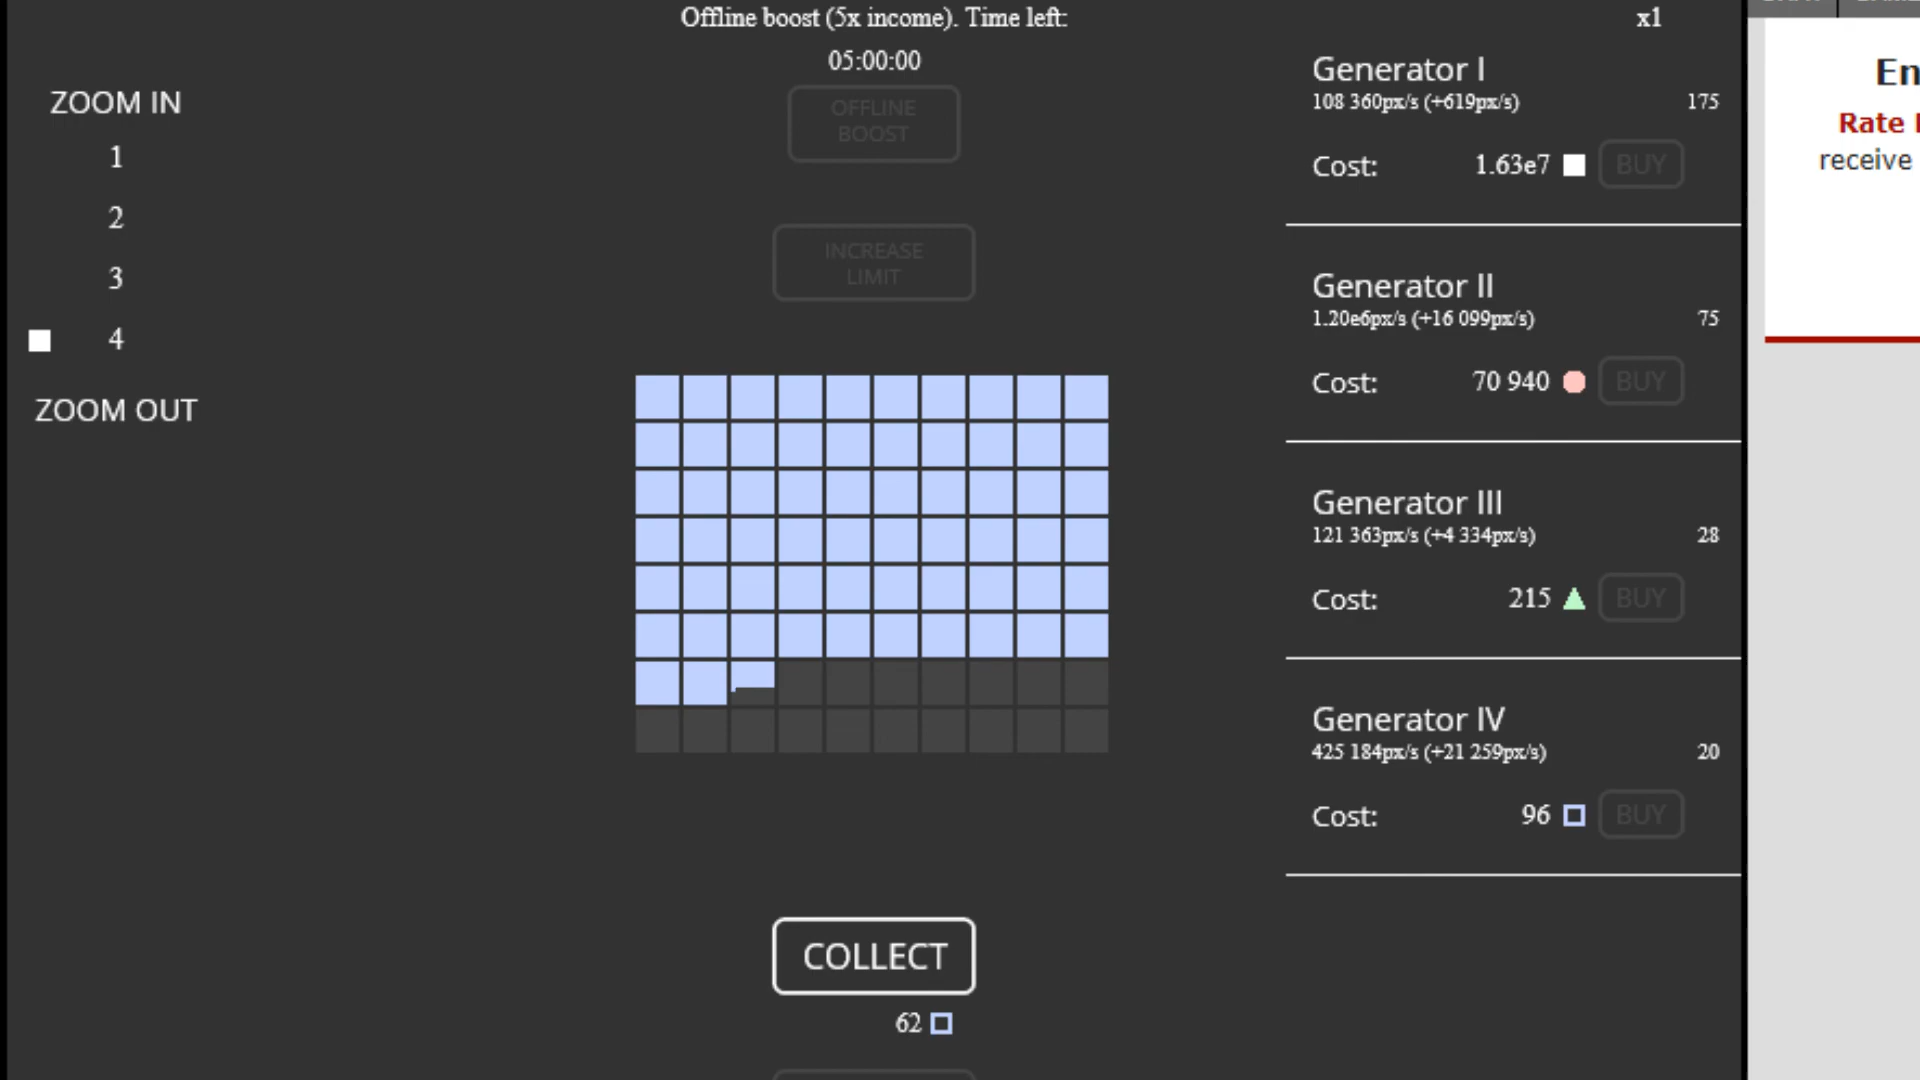 Offline boost (5x income). Time left:
05:00:00
OFFLINE
BOOST
INCREASE
LIMIT
ZOOM IN
1
2
3
4
ZOOM OUT
COLLECT
62
x1
Generator I
108 360px/s (+619px/s) 175
Cost: 1.63e7 BUY
Generator II
1.20e6px/s (+16 099px/s) 75
Cost: 70 940 BUY
Generator III
121 363px/s (+4 334px/s) 28
Cost: 215 BUY
Generator IV
425 184px/s (+21 259px/s) 20
Cost: 96 BUY
En
Rate
receive